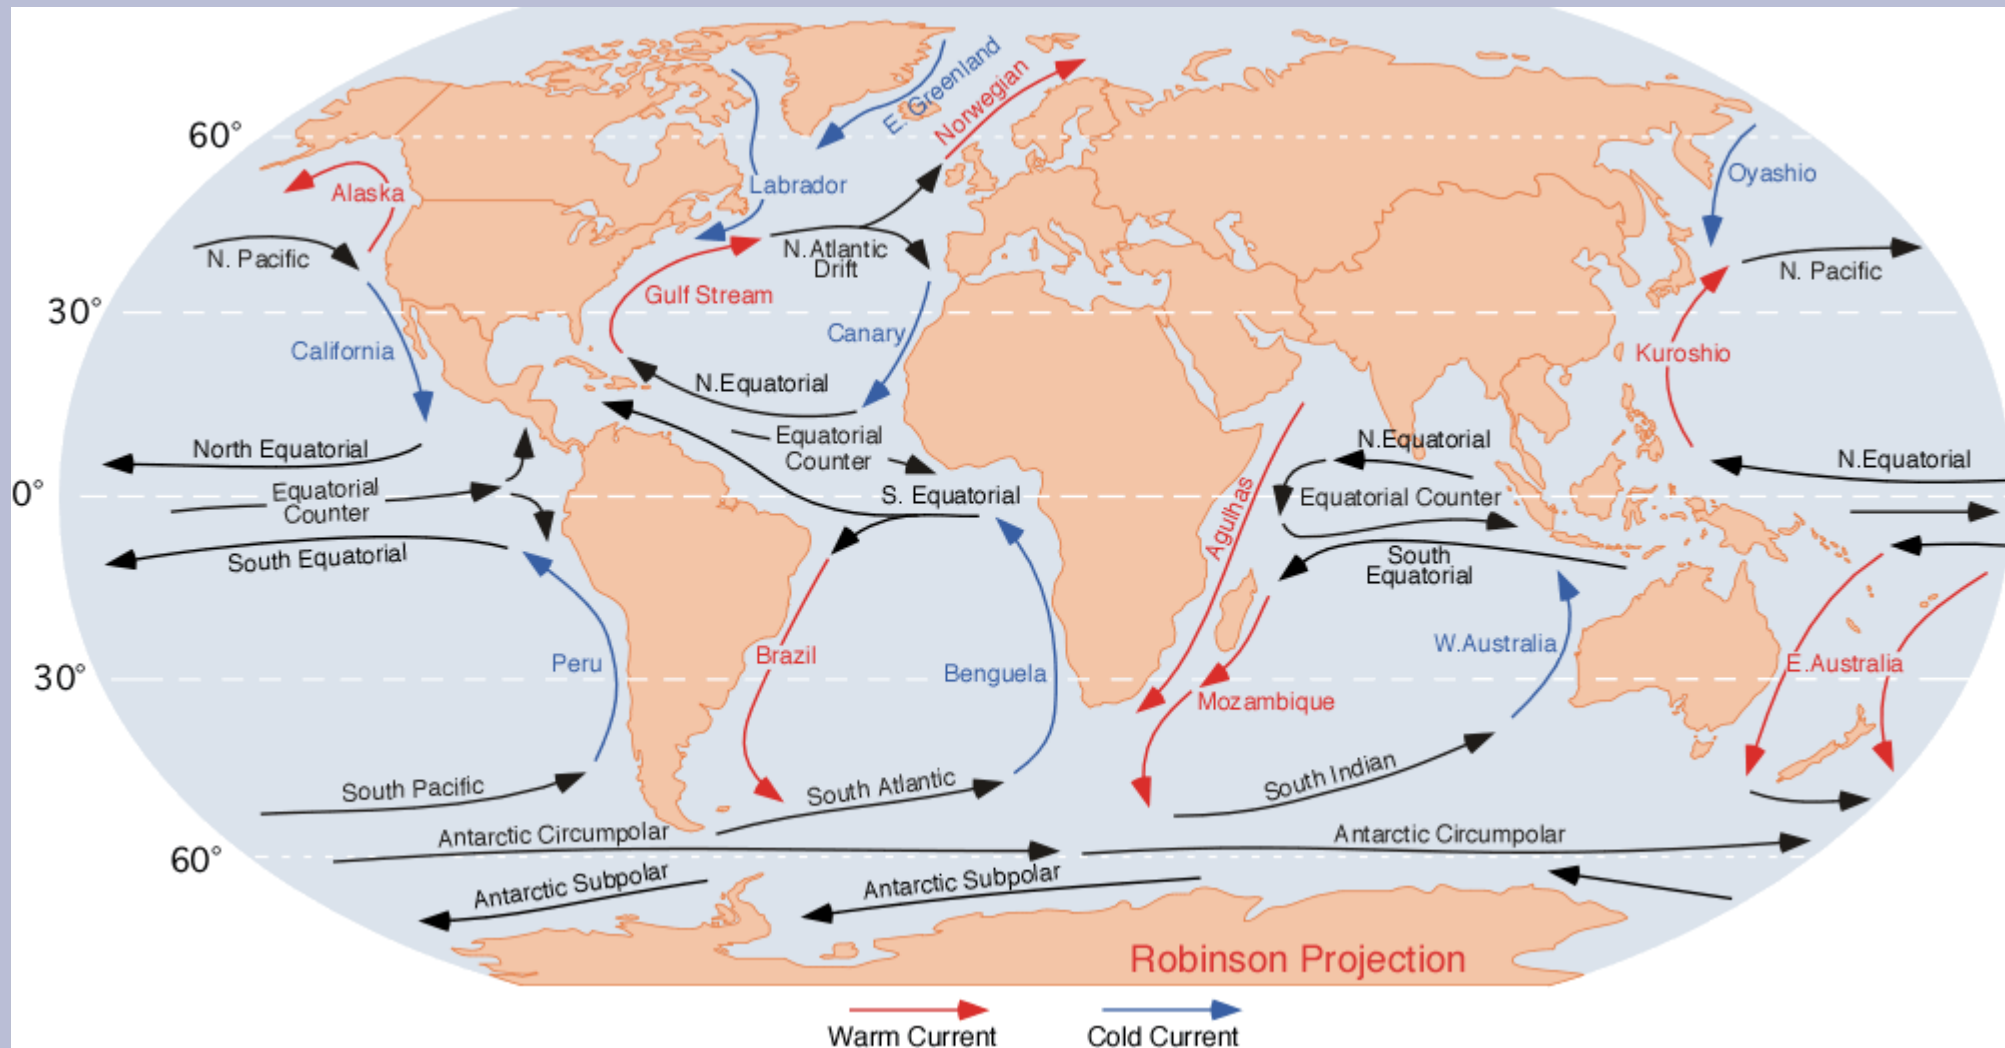 E. Greenland
Norwegian
60°
Alaska
Labrador
Oyashio
N. Pacific
N. Atlantic
Drift
N. Pacific
30°
Gulf Stream
California
Canary
Kuroshio
N.Equatorial
North Equatorial
Equatorial
Counter
N.Equatorial
N.Equatorial
0°
Equatorial
Counter
S. Equatorial
Agulhas
Equatorial Counter
South Equatorial
South
Equatorial
30°
Peru
Brazil
Benguela
Mozambique
W.Australia
E.Australia
South Pacific
South Atlantic
South Indian
60°
Antarctic Circumpolar
Antarctic Circumpolar
Antarctic Subpolar
Antarctic Subpolar
Robinson Projection
Warm Current
Cold Current